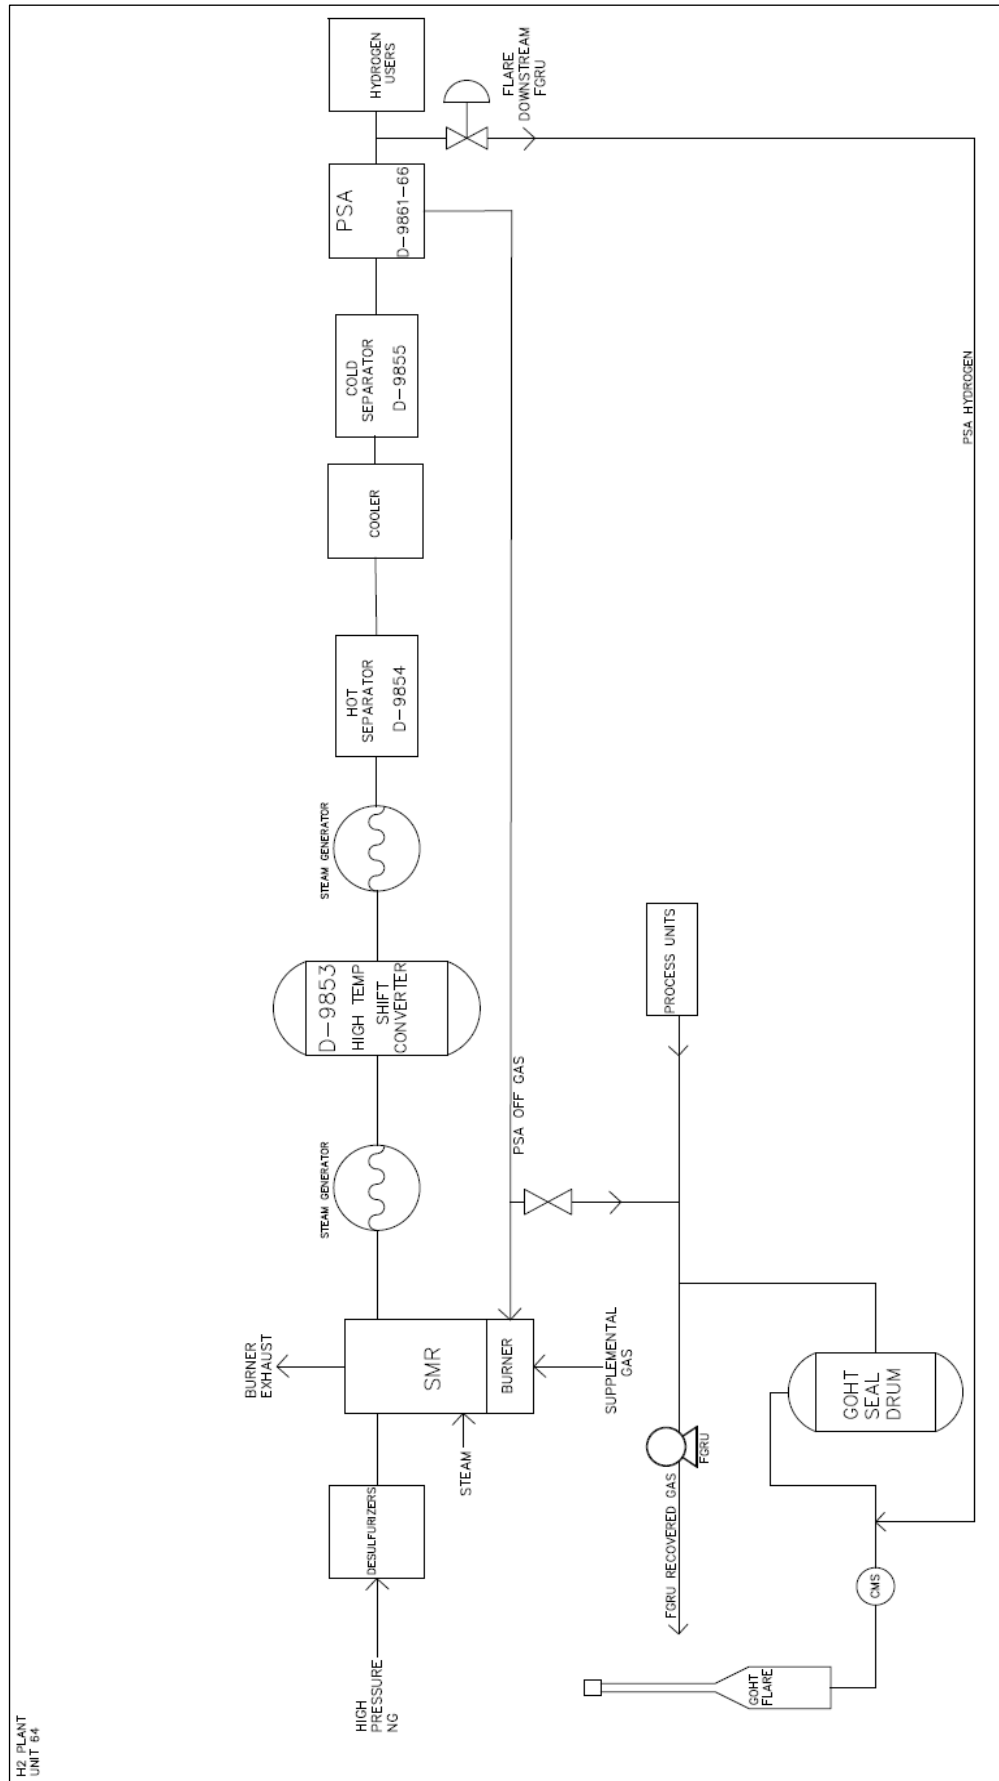 H2 PLANT
UNIT 64
HIGH
PRESSURE
NG
DESULFURIZERS
STEAM
BURNER
EXHAUST
SMR
BURNER
SUPPLEMENTAL
GAS
STEAM GENERATOR
D-9853
HIGH TEMP
SHIFT
CONVERTER
STEAM GENERATOR
HOT
SEPARATOR
D-9854
COOLER
COLD
SEPARATOR
D-9855
PSA
D-9861-66
HYDROGEN
USERS
FLARE
DOWNSTREAM
FGRU
PSA OFF GAS
PROCESS UNITS
FGRU
FGRU RECOVERED GAS
GOHT
SEAL
DRUM
CMS
GOHT
FLARE
PSA HYDROGEN